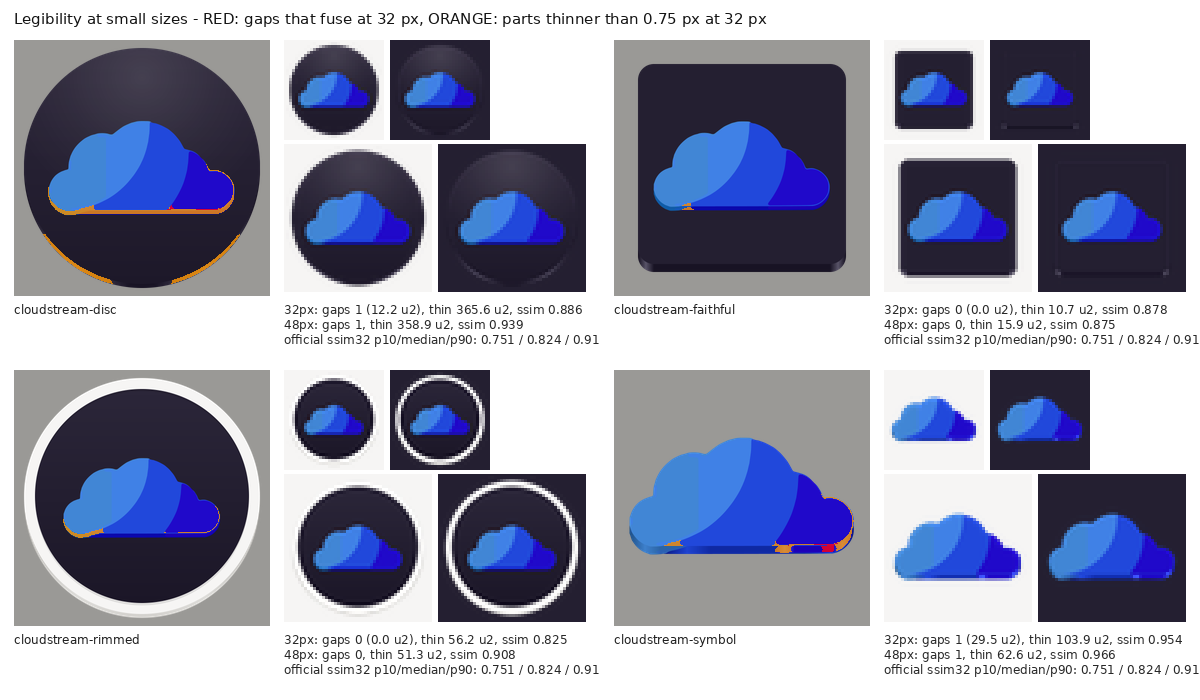 Legibility at small sizes - RED: gaps that fuse at 32 px, ORANGE: parts thinner than 0.75 px at 32 px
cloudstream-disc
32px: gaps 1 (12.2 u2), thin 365.6 u2, ssim 0.886
48px: gaps 1, thin 358.9 u2, ssim 0.939
official ssim32 p10/median/p90: 0.751 / 0.824 / 0.91
cloudstream-faithful
32px: gaps 0 (0.0 u2), thin 10.7 u2, ssim 0.878
48px: gaps 0, thin 15.9 u2, ssim 0.875
official ssim32 p10/median/p90: 0.751 / 0.824 / 0.91
cloudstream-rimmed
32px: gaps 0 (0.0 u2), thin 56.2 u2, ssim 0.825
48px: gaps 0, thin 51.3 u2, ssim 0.908
official ssim32 p10/median/p90: 0.751 / 0.824 / 0.91
cloudstream-symbol
32px: gaps 1 (29.5 u2), thin 103.9 u2, ssim 0.954
48px: gaps 1, thin 62.6 u2, ssim 0.966
official ssim32 p10/median/p90: 0.751 / 0.824 / 0.91